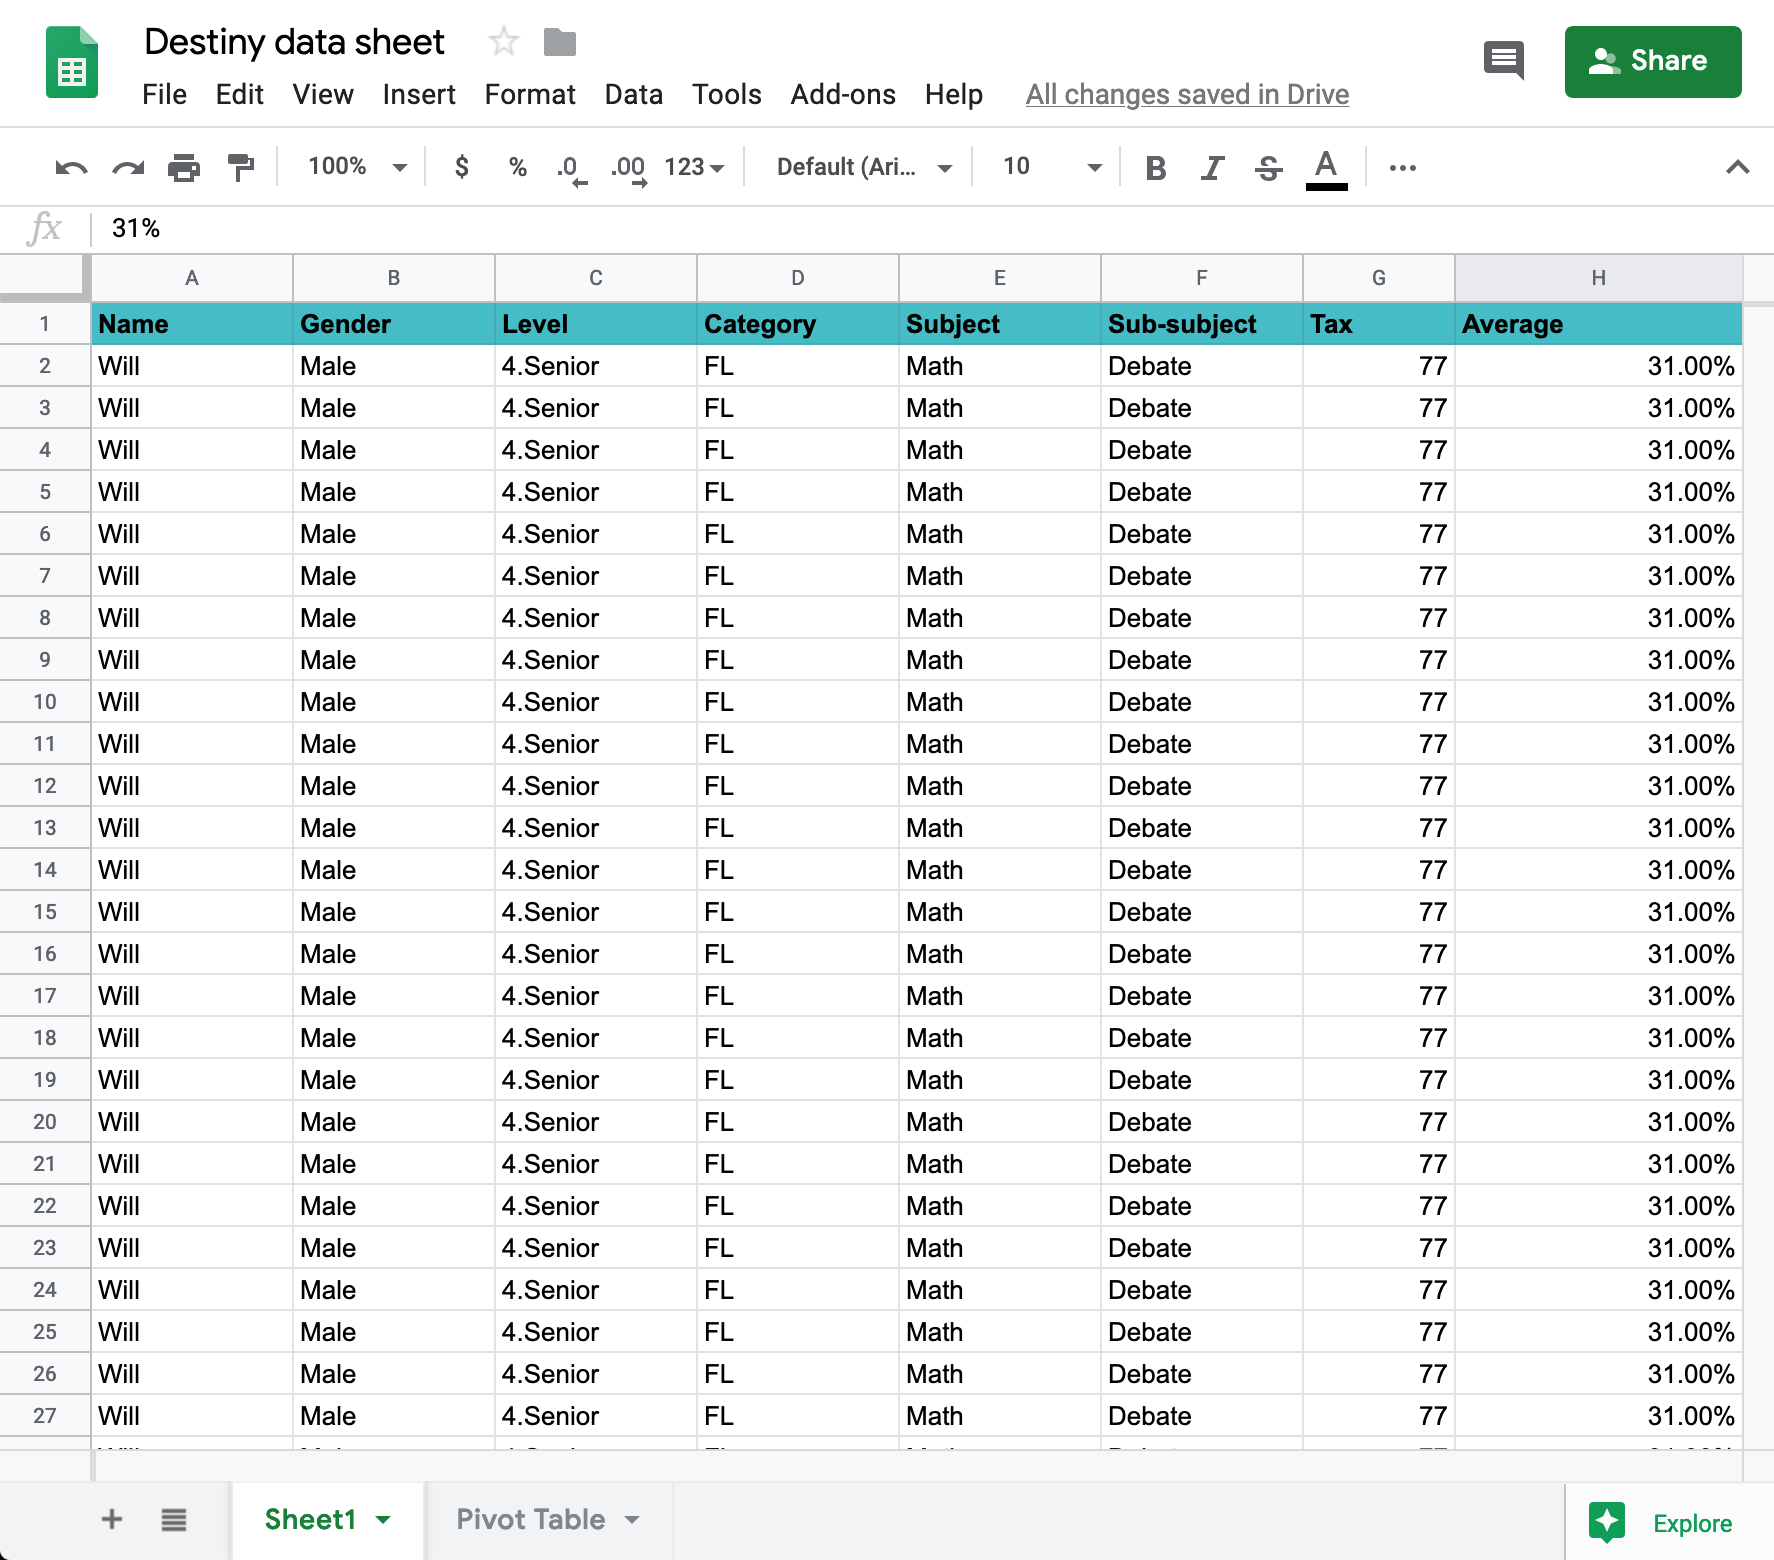 Destiny data sheet
File Edit View Insert Format Data Tools Add-ons Help All changes saved in Drive
Share
100% $ % .0 .00 123 Default (Ari... 10 B I S A
fx 31%
A B C D E F G H
1 Name Gender Level Category Subject Sub-subject Tax Average
2 Will Male 4.Senior FL Math Debate 77 31.00%
3 Will Male 4.Senior FL Math Debate 77 31.00%
4 Will Male 4.Senior FL Math Debate 77 31.00%
5 Will Male 4.Senior FL Math Debate 77 31.00%
6 Will Male 4.Senior FL Math Debate 77 31.00%
7 Will Male 4.Senior FL Math Debate 77 31.00%
8 Will Male 4.Senior FL Math Debate 77 31.00%
9 Will Male 4.Senior FL Math Debate 77 31.00%
10 Will Male 4.Senior FL Math Debate 77 31.00%
11 Will Male 4.Senior FL Math Debate 77 31.00%
12 Will Male 4.Senior FL Math Debate 77 31.00%
13 Will Male 4.Senior FL Math Debate 77 31.00%
14 Will Male 4.Senior FL Math Debate 77 31.00%
15 Will Male 4.Senior FL Math Debate 77 31.00%
16 Will Male 4.Senior FL Math Debate 77 31.00%
17 Will Male 4.Senior FL Math Debate 77 31.00%
18 Will Male 4.Senior FL Math Debate 77 31.00%
19 Will Male 4.Senior FL Math Debate 77 31.00%
20 Will Male 4.Senior FL Math Debate 77 31.00%
21 Will Male 4.Senior FL Math Debate 77 31.00%
22 Will Male 4.Senior FL Math Debate 77 31.00%
23 Will Male 4.Senior FL Math Debate 77 31.00%
24 Will Male 4.Senior FL Math Debate 77 31.00%
25 Will Male 4.Senior FL Math Debate 77 31.00%
26 Will Male 4.Senior FL Math Debate 77 31.00%
27 Will Male 4.Senior FL Math Debate 77 31.00%
Sheet1 Pivot Table Explore